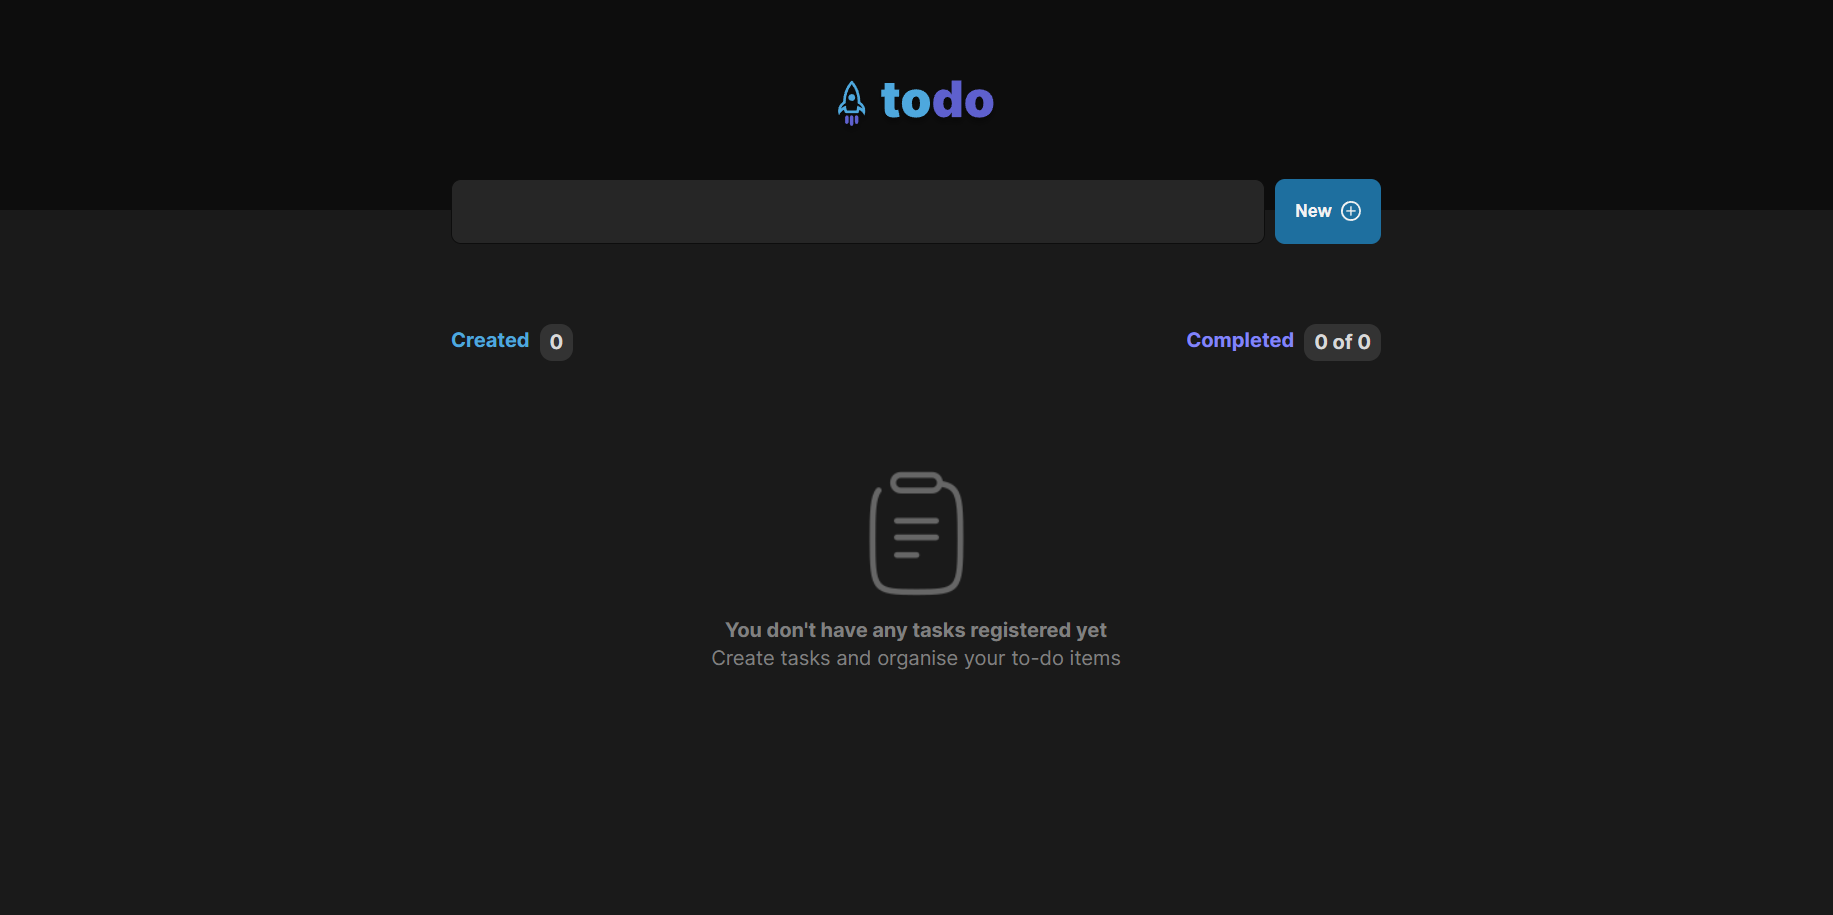 todo
New
Created 0
Completed 0 of 0
You don't have any tasks registered yet
Create tasks and organise your to-do items